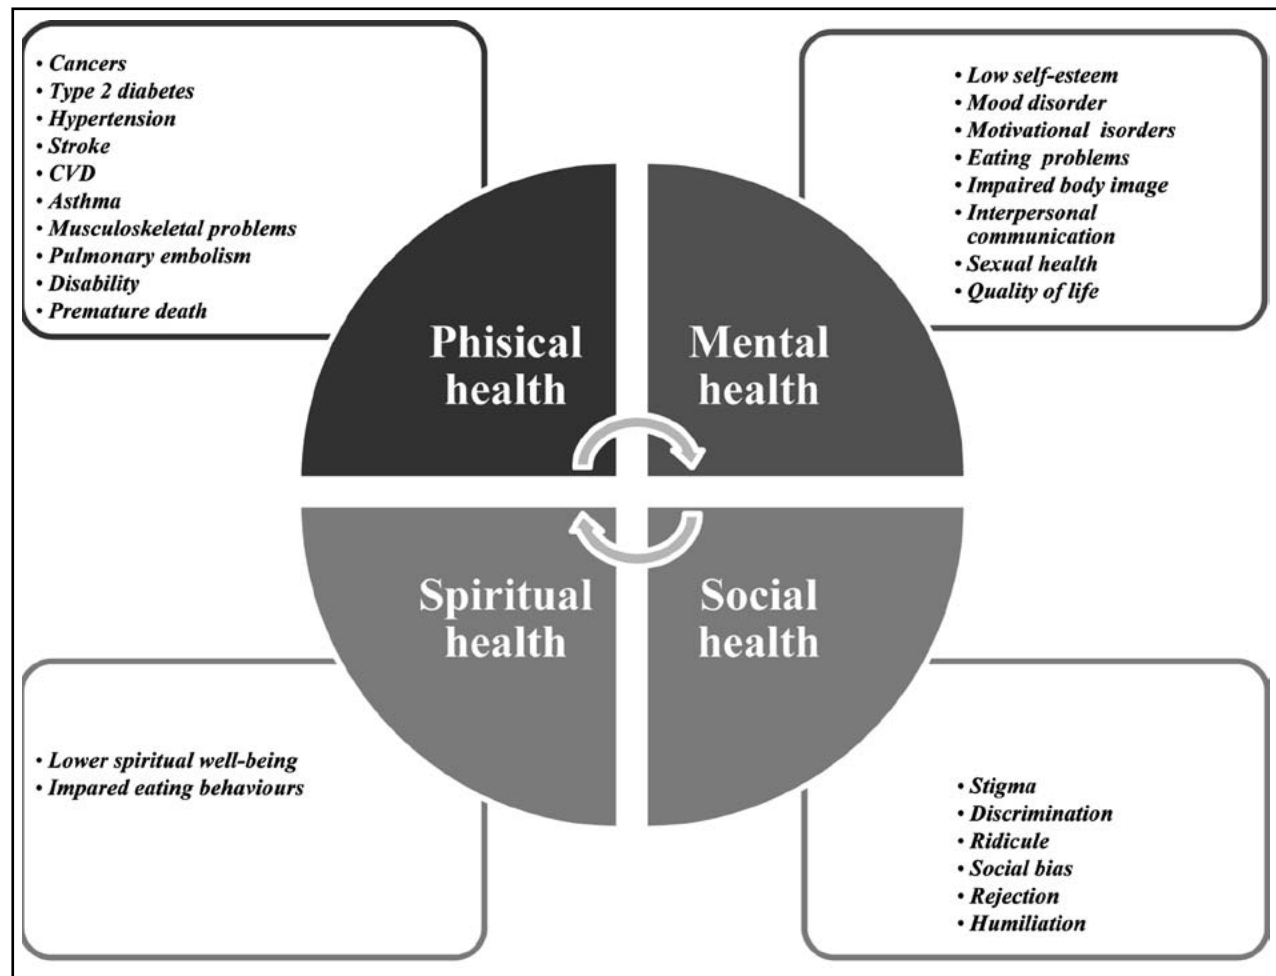 • Cancers
• Type 2 diabetes
• Hypertension
• Stroke
• CVD
• Asthma
• Musculoskeletal problems
• Pulmonary embolism
• Disability
• Premature death
• Low self-esteem
• Mood disorder
• Motivational isorders
• Eating problems
• Impaired body image
• Interpersonal
communication
• Sexual health
• Quality of life
Phisical
health
Mental
health
Spiritual
health
Social
health
• Lower spiritual well-being
• Impared eating behaviours
• Stigma
• Discrimination
• Ridicule
• Social bias
• Rejection
• Humiliation